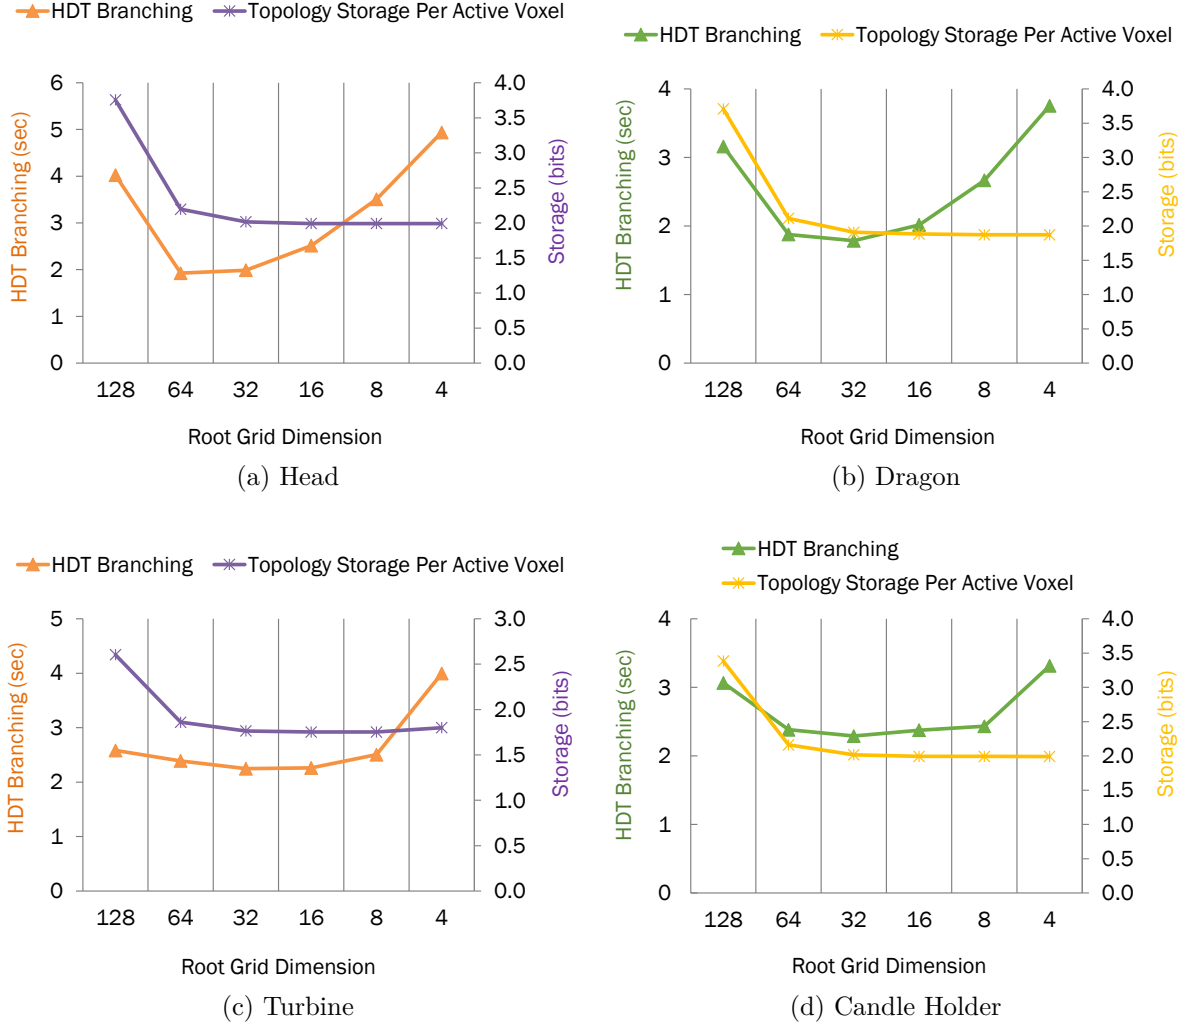 HDT Branching Topology Storage Per Active Voxel
HDT Branching (sec)
6
5
4
3
2
1
0
4.0
3.5
3.0
2.5
2.0
1.5
1.0
0.5
0.0
Storage (bits)
128 64 32 16 8 4
Root Grid Dimension
(a) Head
HDT Branching Topology Storage Per Active Voxel
HDT Branching (sec)
4
3
2
1
0
4.0
3.5
3.0
2.5
2.0
1.5
1.0
0.5
0.0
Storage (bits)
128 64 32 16 8 4
Root Grid Dimension
(b) Dragon
HDT Branching Topology Storage Per Active Voxel
HDT Branching (sec)
5
4
3
2
1
0
3.0
2.5
2.0
1.5
1.0
0.5
0.0
Storage (bits)
128 64 32 16 8 4
Root Grid Dimension
(c) Turbine
HDT Branching
Topology Storage Per Active Voxel
HDT Branching (sec)
4
3
2
1
0
4.0
3.5
3.0
2.5
2.0
1.5
1.0
0.5
0.0
Storage (bits)
128 64 32 16 8 4
Root Grid Dimension
(d) Candle Holder